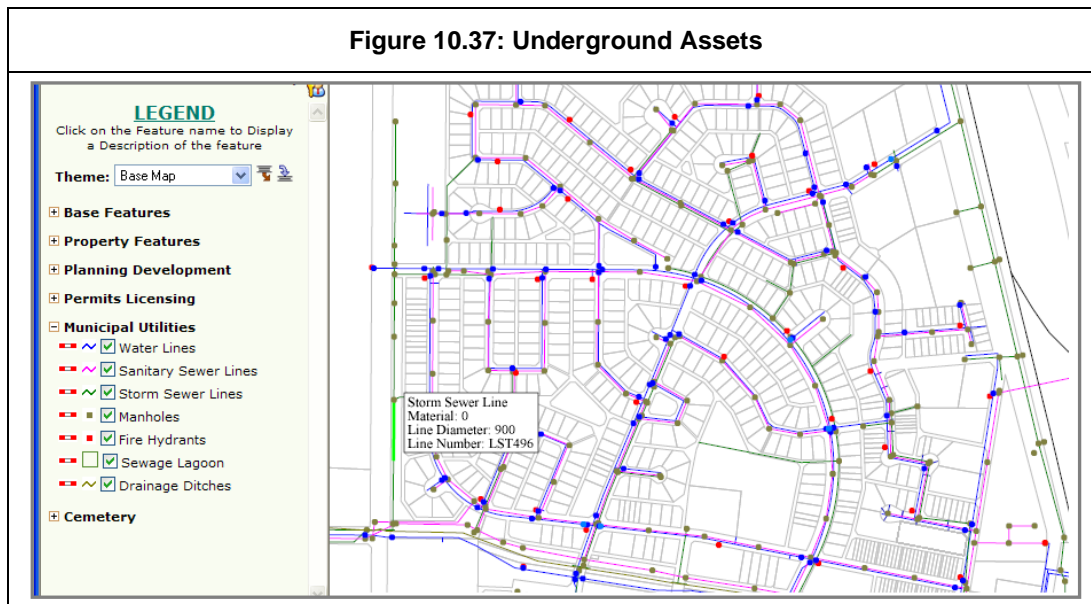 Figure 10.37: Underground Assets
LEGEND
Click on the Feature name to Display
a Description of the feature
Theme: Base Map
Base Features
Property Features
Planning Development
Permits Licensing
Municipal Utilities
Water Lines
Sanitary Sewer Lines
Storm Sewer Lines
Manholes
Fire Hydrants
Sewage Lagoon
Drainage Ditches
Cemetery
Storm Sewer Line
Material: 0
Line Diameter: 900
Line Number: LST496